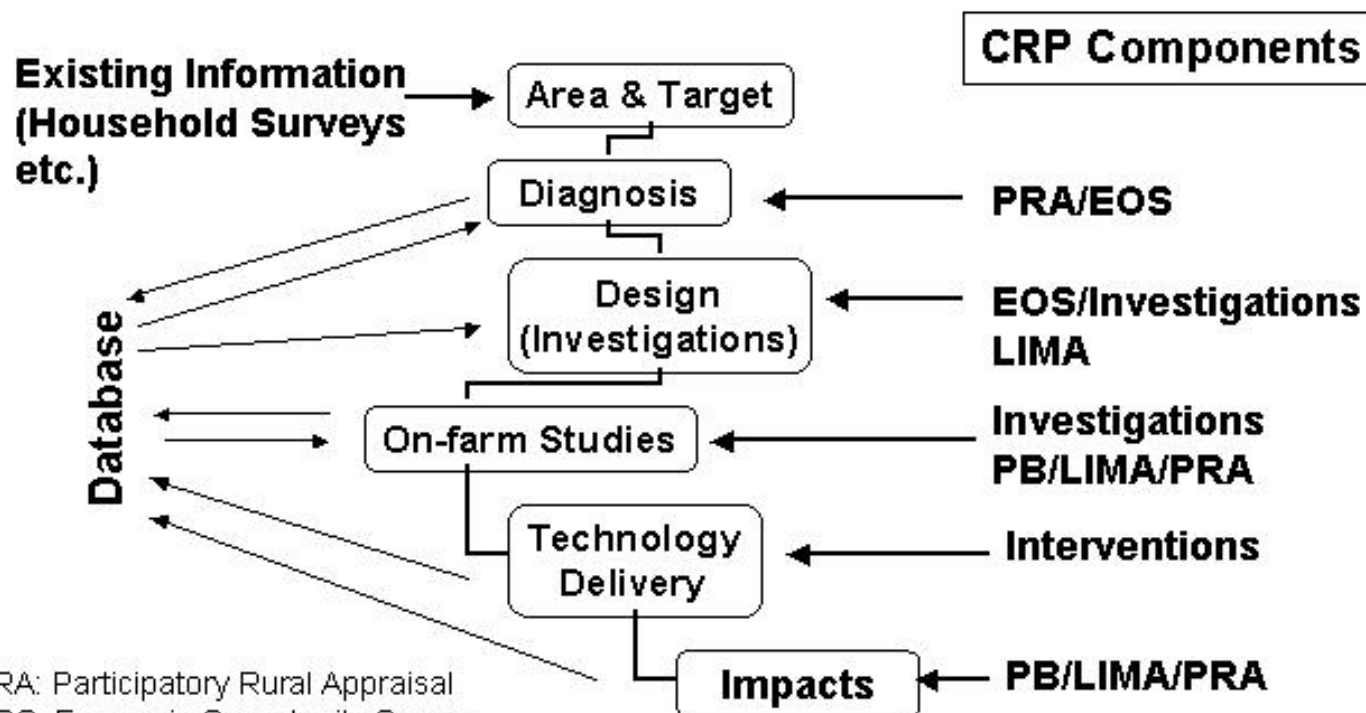 CRP Components
Existing Information
(Household Surveys
etc.)
Area & Target
Diagnosis
PRA/EOS
Design
(Investigations)
EOS/Investigations
LIMA
Database
On-farm Studies
Investigations
PB/LIMA/PRA
Technology
Delivery
Interventions
Impacts
PB/LIMA/PRA
RA: Participatory Rural Appraisal